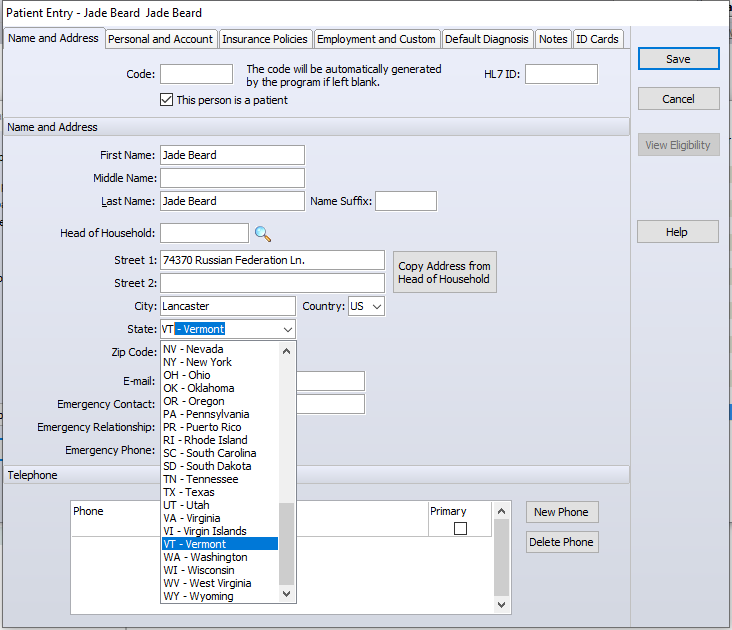 Patient Entry - Jade Beard  Jade Beard
Name and Address
Personal and Account
Insurance Policies
Employment and Custom
Default Diagnosis
Notes
ID Cards
Code:
The code will be automatically generated
by the program if left blank.
HL7 ID:
This person is a patient
Save
Cancel
View Eligibility
Help
Name and Address
First Name: Jade Beard
Middle Name:
Last Name: Jade Beard
Name Suffix:
Head of Household:
Street 1: 74370 Russian Federation Ln.
Copy Address from
Head of Household
Street 2:
City: Lancaster
Country: US
State: VT - Vermont
Zip Code:
E-mail:
Emergency Contact:
Emergency Relationship:
Emergency Phone:
NV - Nevada
NY - New York
OH - Ohio
OK - Oklahoma
OR - Oregon
PA - Pennsylvania
PR - Puerto Rico
RI - Rhode Island
SC - South Carolina
SD - South Dakota
TN - Tennessee
TX - Texas
UT - Utah
VA - Virginia
VI - Virgin Islands
VT - Vermont
WA - Washington
WI - Wisconsin
WV - West Virginia
WY - Wyoming
Telephone
Phone
Primary
New Phone
Delete Phone